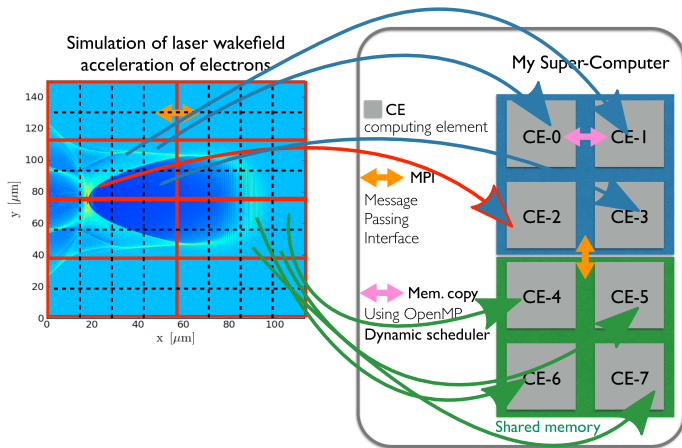 Simulation of laser wakefield
acceleration of electrons
y [μm]
140
120
100
80
60
40
20
0
0 20 40 60 80 100
x [μm]
My Super-Computer
CE
computing element
MPI
Message
Passing
Interface
Mem. copy
Using OpenMP
Dynamic scheduler
CE-0 CE-1
CE-2 CE-3
CE-4 CE-5
CE-6 CE-7
Shared memory